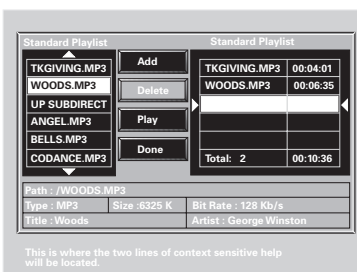 Standard Playlist
Standard Playlist
TKGIVING.MP3
WOODS.MP3
UP SUBDIRECT
ANGEL.MP3
BELLS.MP3
CODANCE.MP3
Add
Delete
Play
Done
TKGIVING.MP3 00:04:01
WOODS.MP3 00:06:35
Total: 2 00:10:36
Path : /WOODS.MP3
Type : MP3 Size :6325 K Bit Rate : 128 Kb/s
Title :Woods Artist : George Winston
This is where the two lines of context sensitive help
will be located.